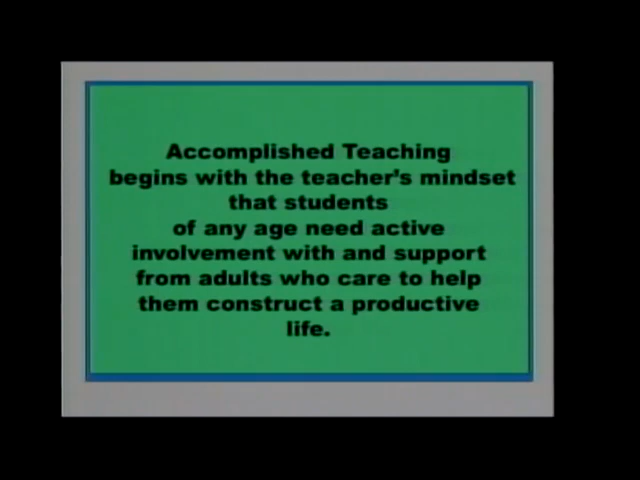 Accomplished Teaching
begins with the teacher's mindset
that students
of any age need active
involvement with and support
from adults who care to help
them construct a productive
life.